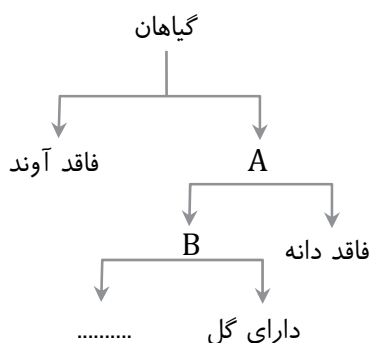 گیاهان
A فاقد آوند
فاقد دانه B
دارای گل ..........